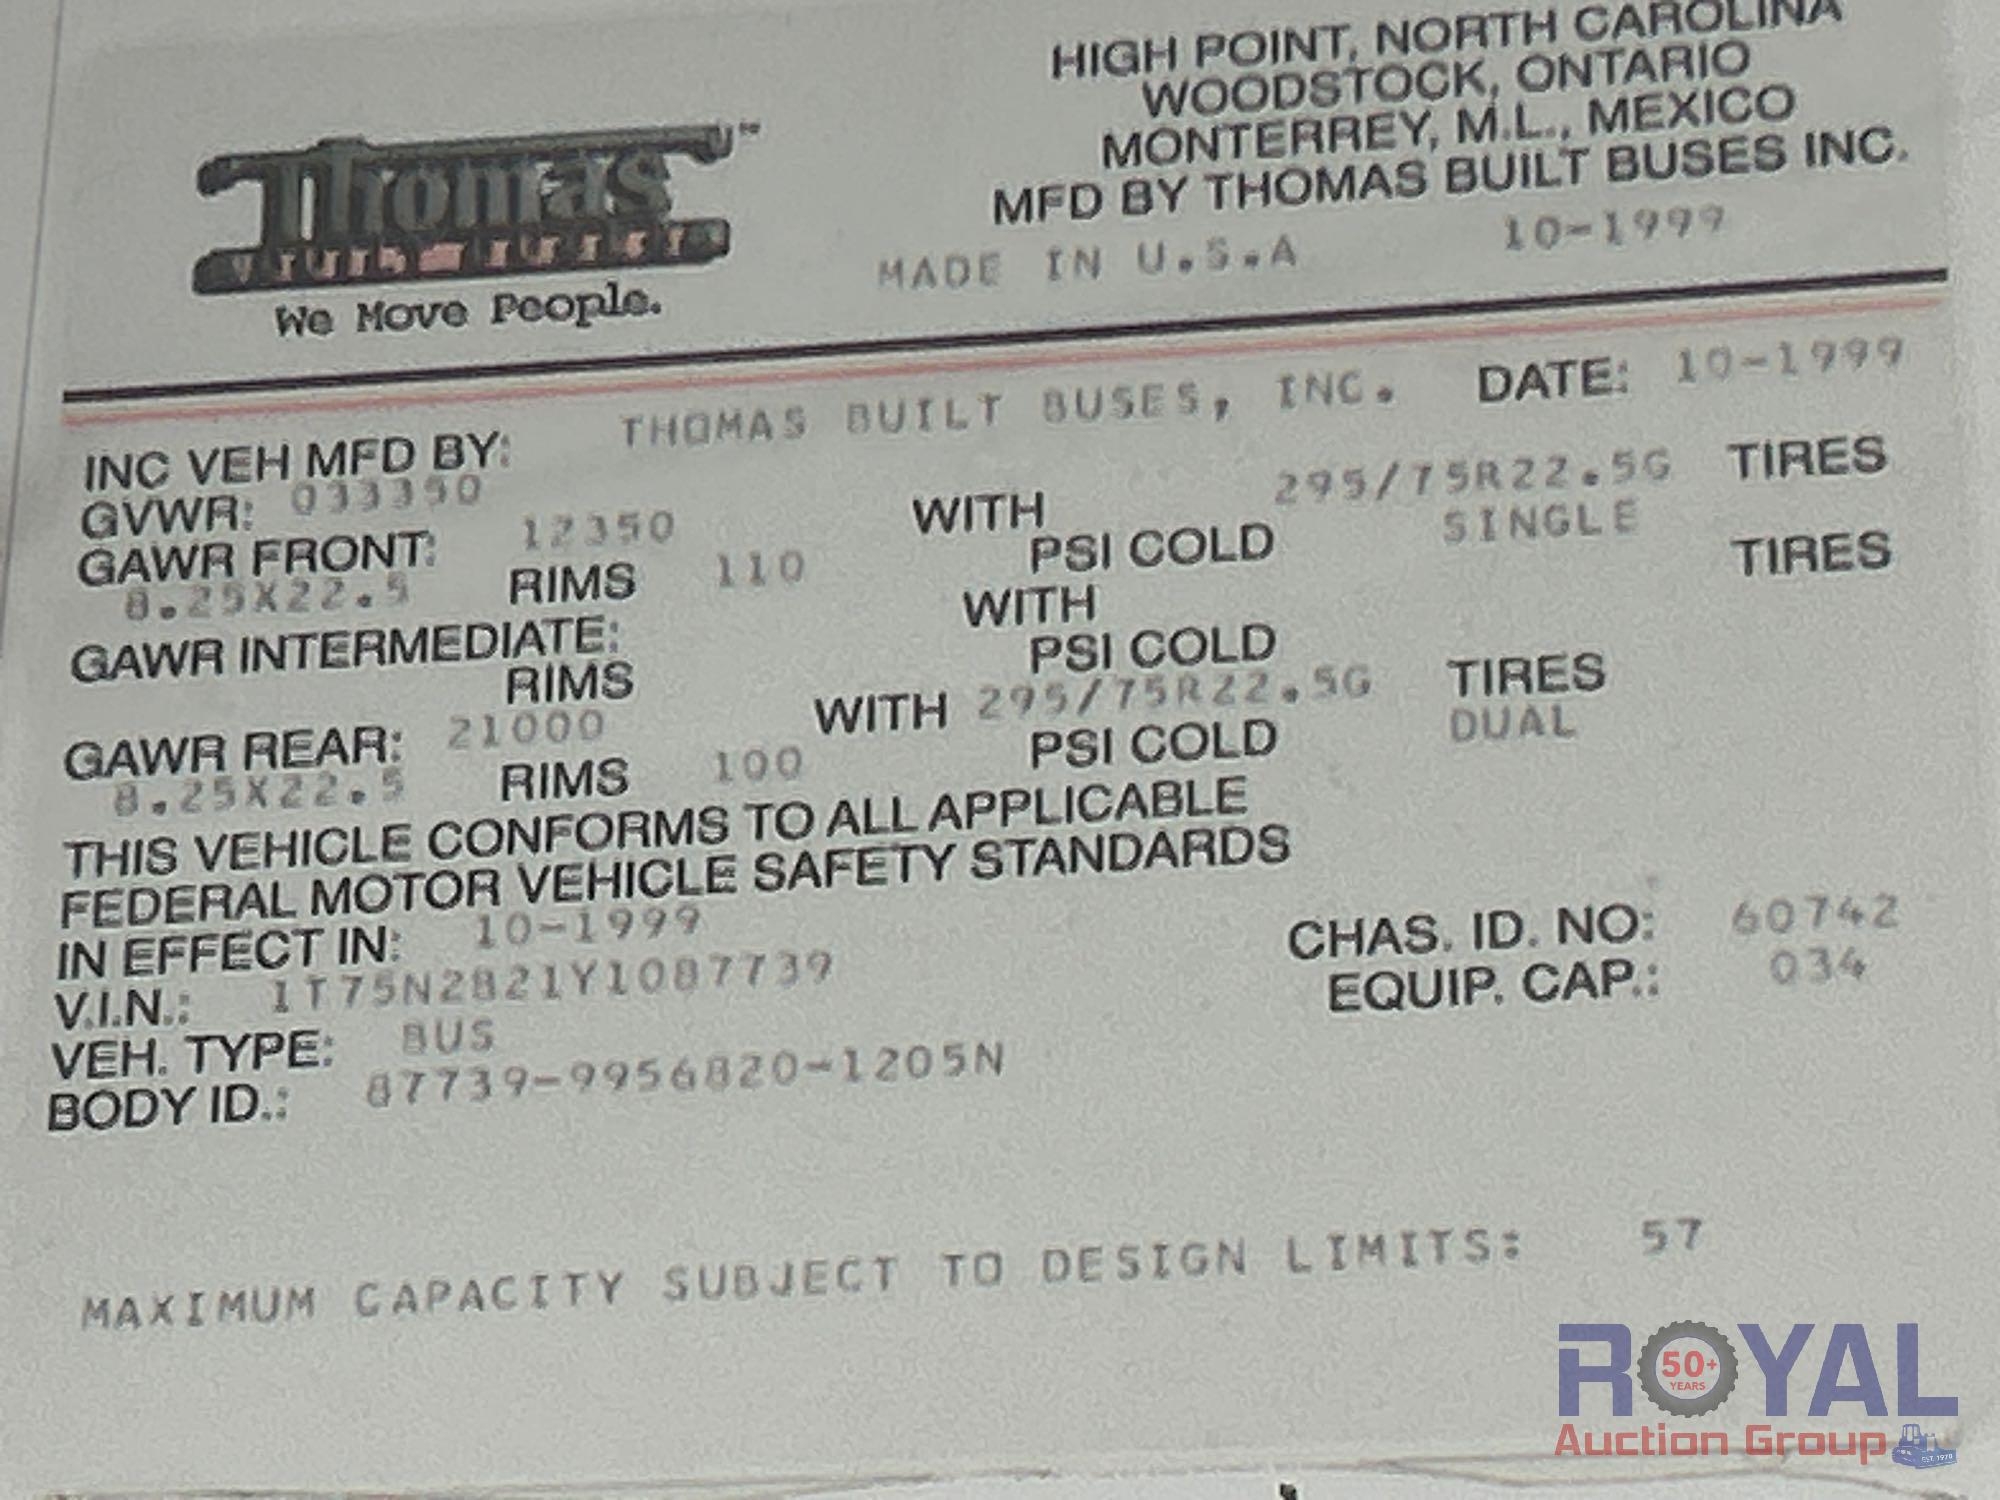 HIGH POINT, NORTH CAROLINA
WOODSTOCK, ONTARIO
MONTERREY, M.L., MEXICO
MFD BY THOMAS BUILT BUSES INC.
MADE IN U.S.A 10-1999
Thomas
™
We Move People.
INC VEH MFD BY: THOMAS BUILT BUSES, INC. DATE: 10-1999
GVWR: 033350
GAWR FRONT: 12350 WITH 295/75R22.5G TIRES
8.25X22.5 RIMS 110 PSI COLD SINGLE
GAWR INTERMEDIATE: WITH TIRES
RIMS PSI COLD
GAWR REAR: 21000 WITH 295/75R22.5G TIRES
8.25X22.5 RIMS 100 PSI COLD DUAL
THIS VEHICLE CONFORMS TO ALL APPLICABLE
FEDERAL MOTOR VEHICLE SAFETY STANDARDS
IN EFFECT IN: 10-1999 CHAS. ID. NO: 60742
V.I.N.: 1T75N2B21Y1087739 EQUIP. CAP.: 034
VEH. TYPE: BUS
BODY ID.: 87739-9956820-1205N
MAXIMUM CAPACITY SUBJECT TO DESIGN LIMITS: 57
ROYAL
50+
YEARS
Auction Group
EST. 1970